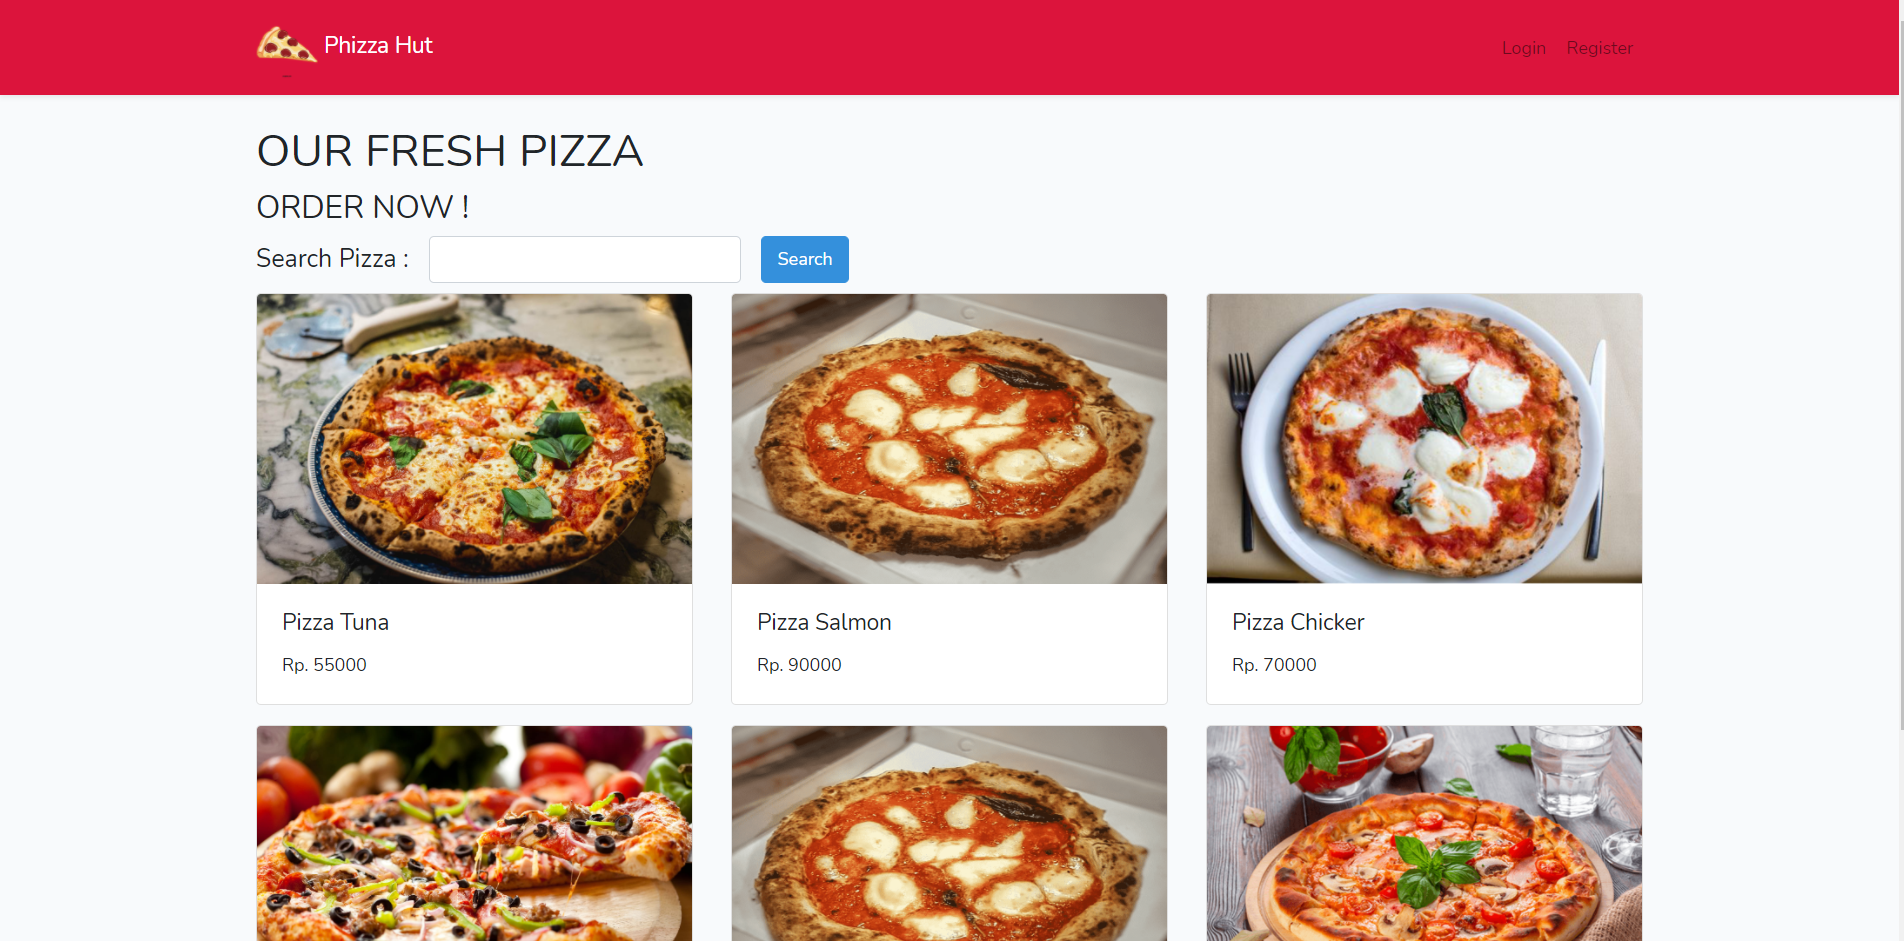 Phizza Hut
Login Register
OUR FRESH PIZZA
ORDER NOW !
Search Pizza : Search
Pizza Tuna
Rp. 55000
Pizza Salmon
Rp. 90000
Pizza Chicker
Rp. 70000